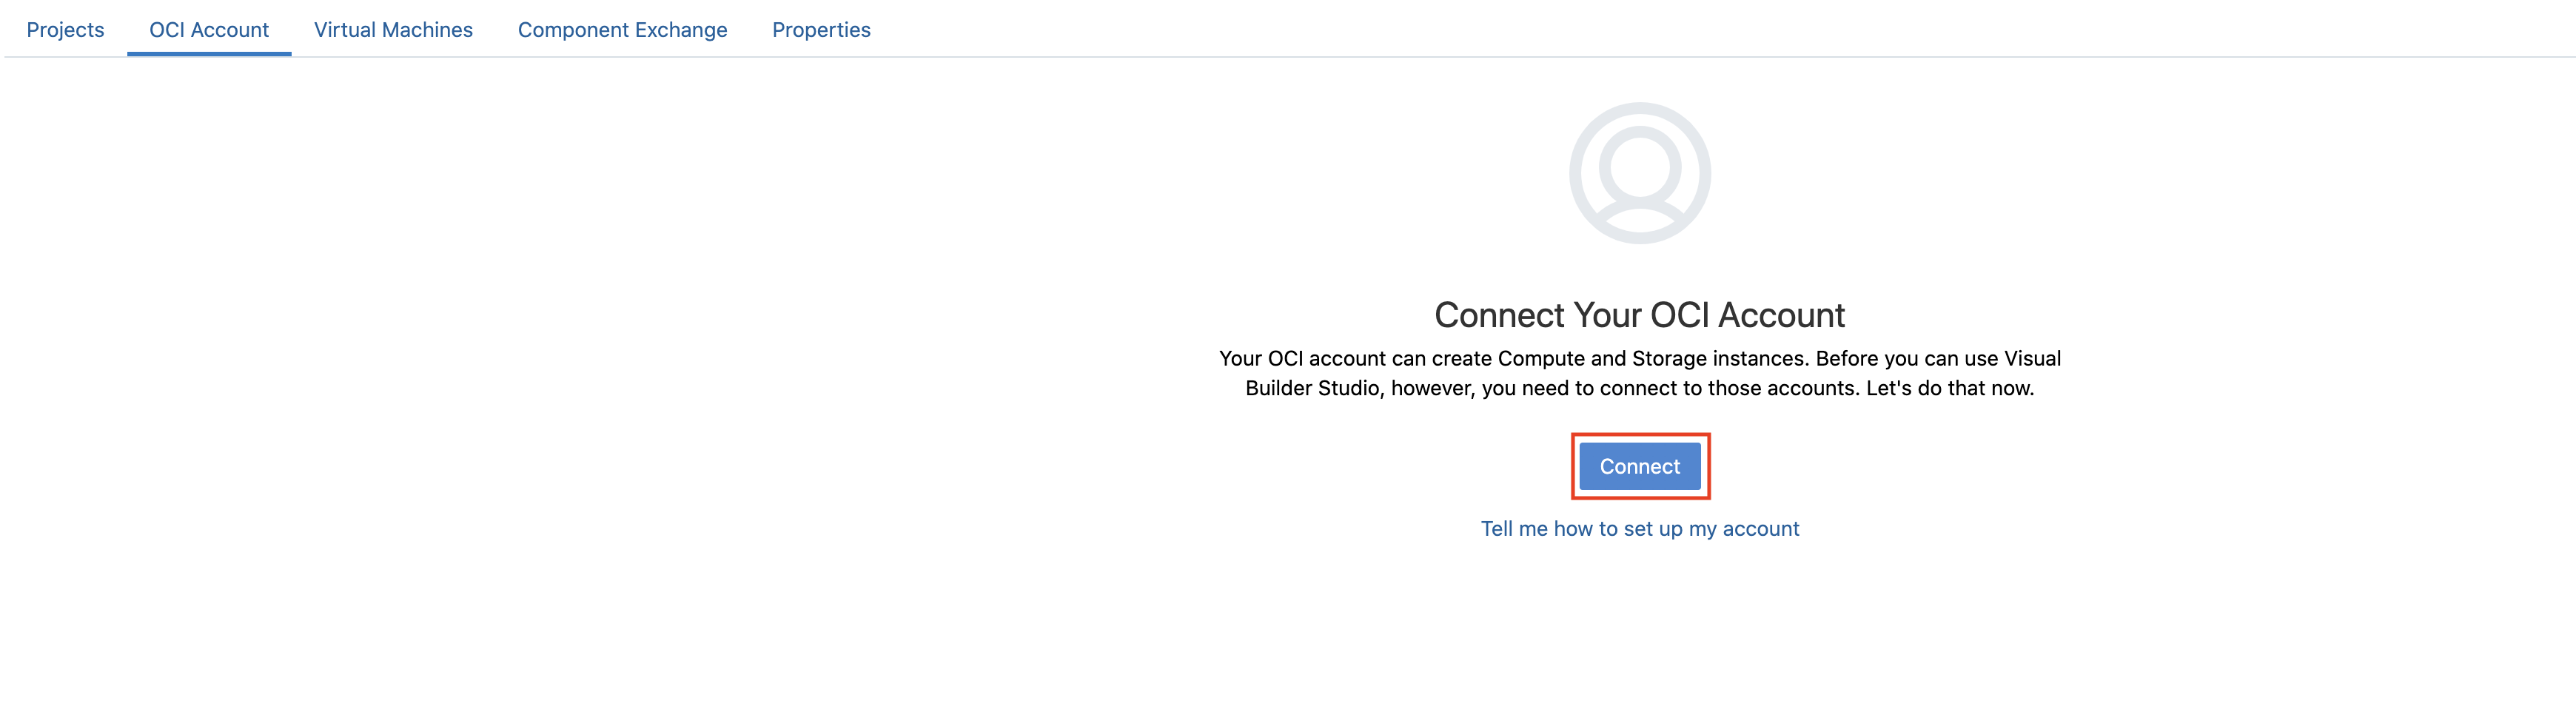 Projects OCI Account Virtual Machines Component Exchange Properties
Connect Your OCI Account
Your OCI account can create Compute and Storage instances. Before you can use Visual
Builder Studio, however, you need to connect to those accounts. Let's do that now.
Connect
Tell me how to set up my account